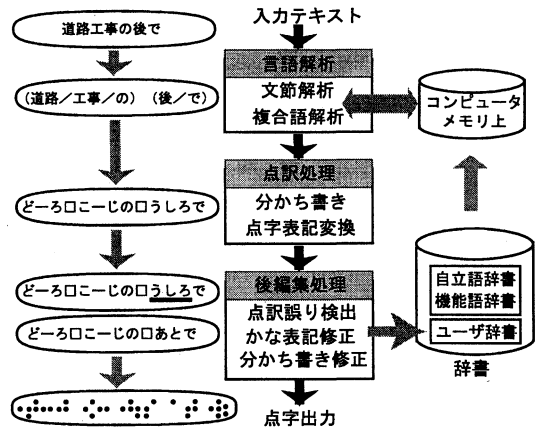 道路工事の後で
(道路／工事／の) (後／で)
どーろ□こーじの□うしろで
どーろ□こーじの□うしろで
どーろ□こーじの□あとで
入力テキスト
言語解析
文節解析
複合語解析
点訳処理
分かち書き
点字表記変換
後編集処理
点訳誤り検出
かな表記修正
分かち書き修正
点字出力
コンピュータ
メモリ上
自立語辞書
機能語辞書
ユーザ辞書
辞書